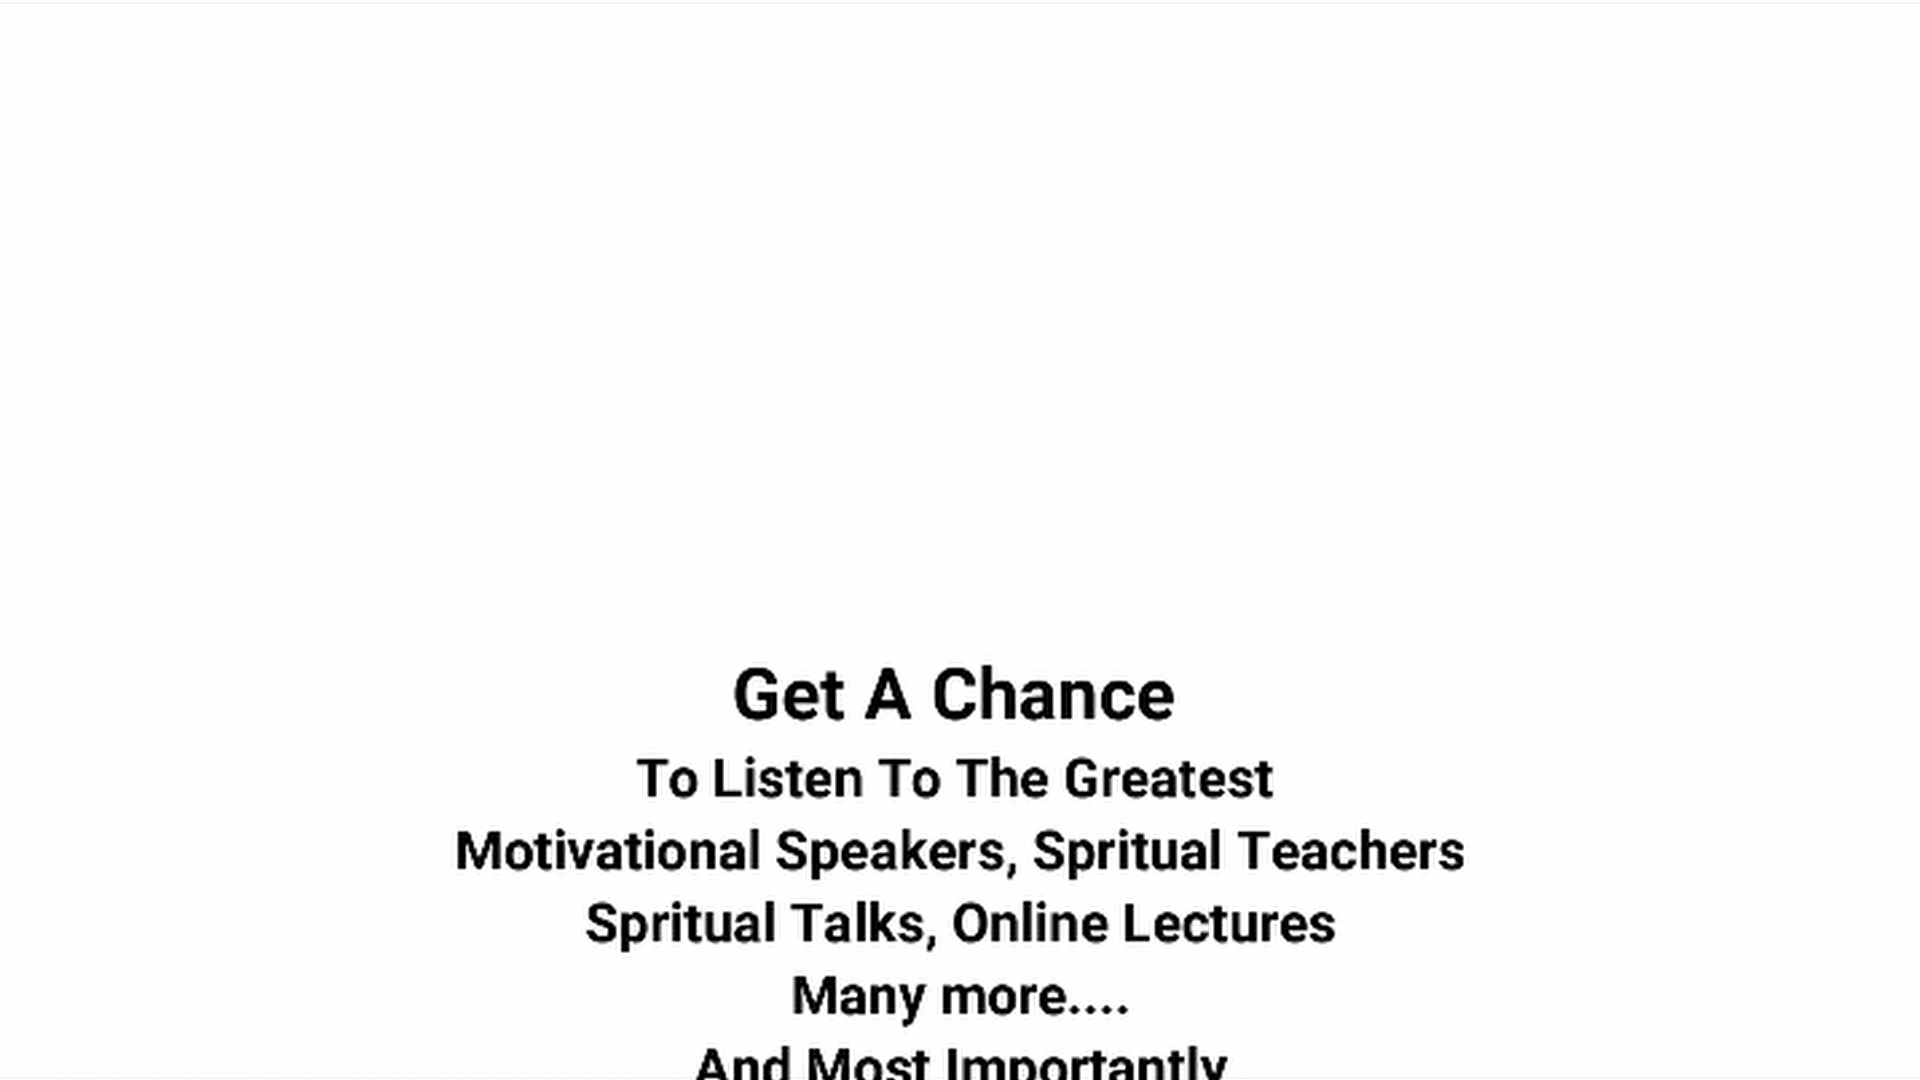 Get A Chance
To Listen To The Greatest
Motivational Speakers, Spritual Teachers
Spritual Talks, Online Lectures
Many more....
And Most Importantly